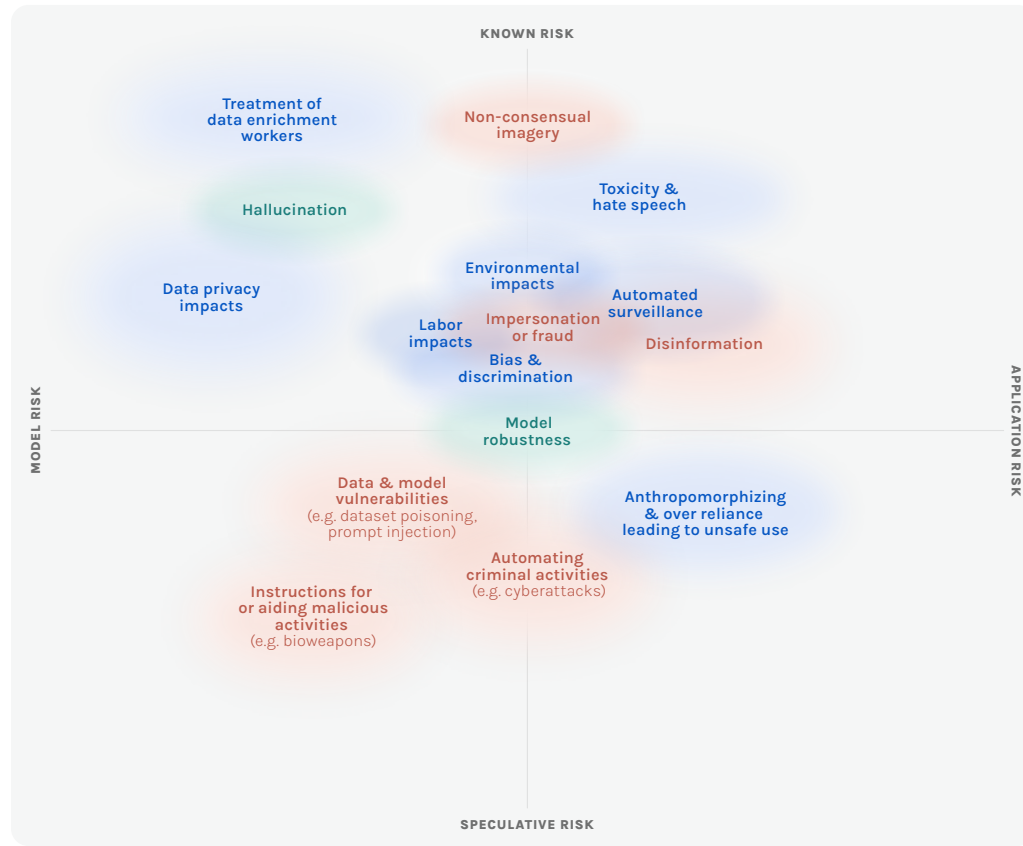 KNOWN RISK
Treatment of
data enrichment
workers
Non-consensual
imagery
Toxicity &
hate speech
Hallucination
Data privacy
impacts
Environmental
impacts
Automated
surveillance
Labor
impacts
Impersonation
or fraud
Disinformation
Bias &
discrimination
MODEL RISK
APPLICATION RISK
Model
robustness
Data & model
vulnerabilities
(e.g. dataset poisoning,
prompt injection)
Anthropomorphizing
& over reliance
leading to unsafe use
Automating
criminal activities
(e.g. cyberattacks)
Instructions for
or aiding malicious
activities
(e.g. bioweapons)
SPECULATIVE RISK